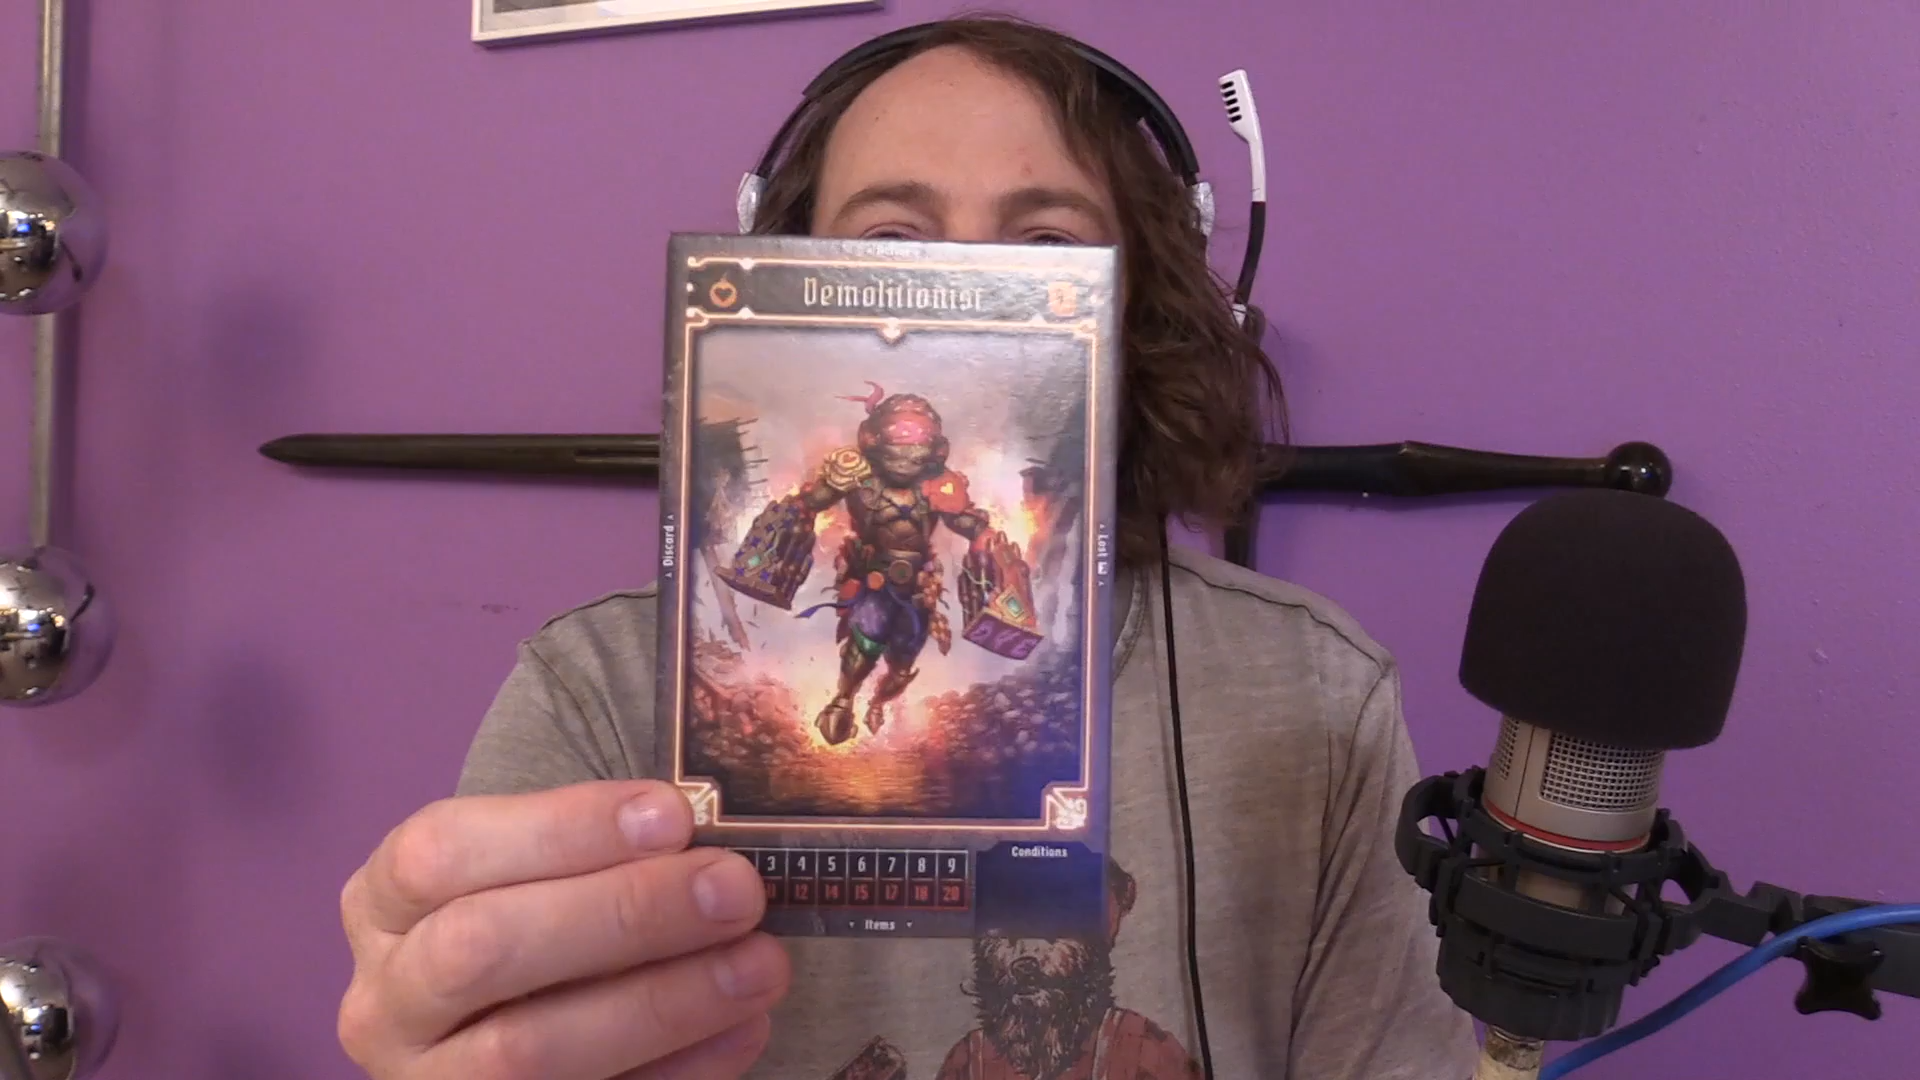 Demolitionist
Discard
Lost
3 4 5 6 7 8 9
12 14 15 17 18 20
Conditions
Items